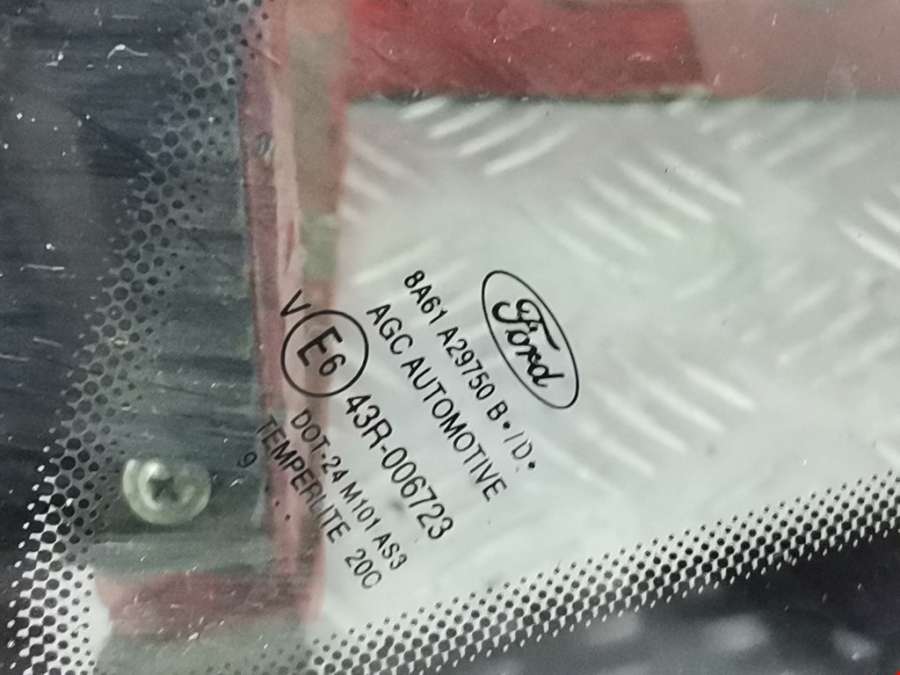 Ford
8A61 A29750 B • / D •
AGC AUTOMOTIVE
V E6 43R-006723
DOT-24 M101 AS3
TEMPERLITE 20C
9 . . . .